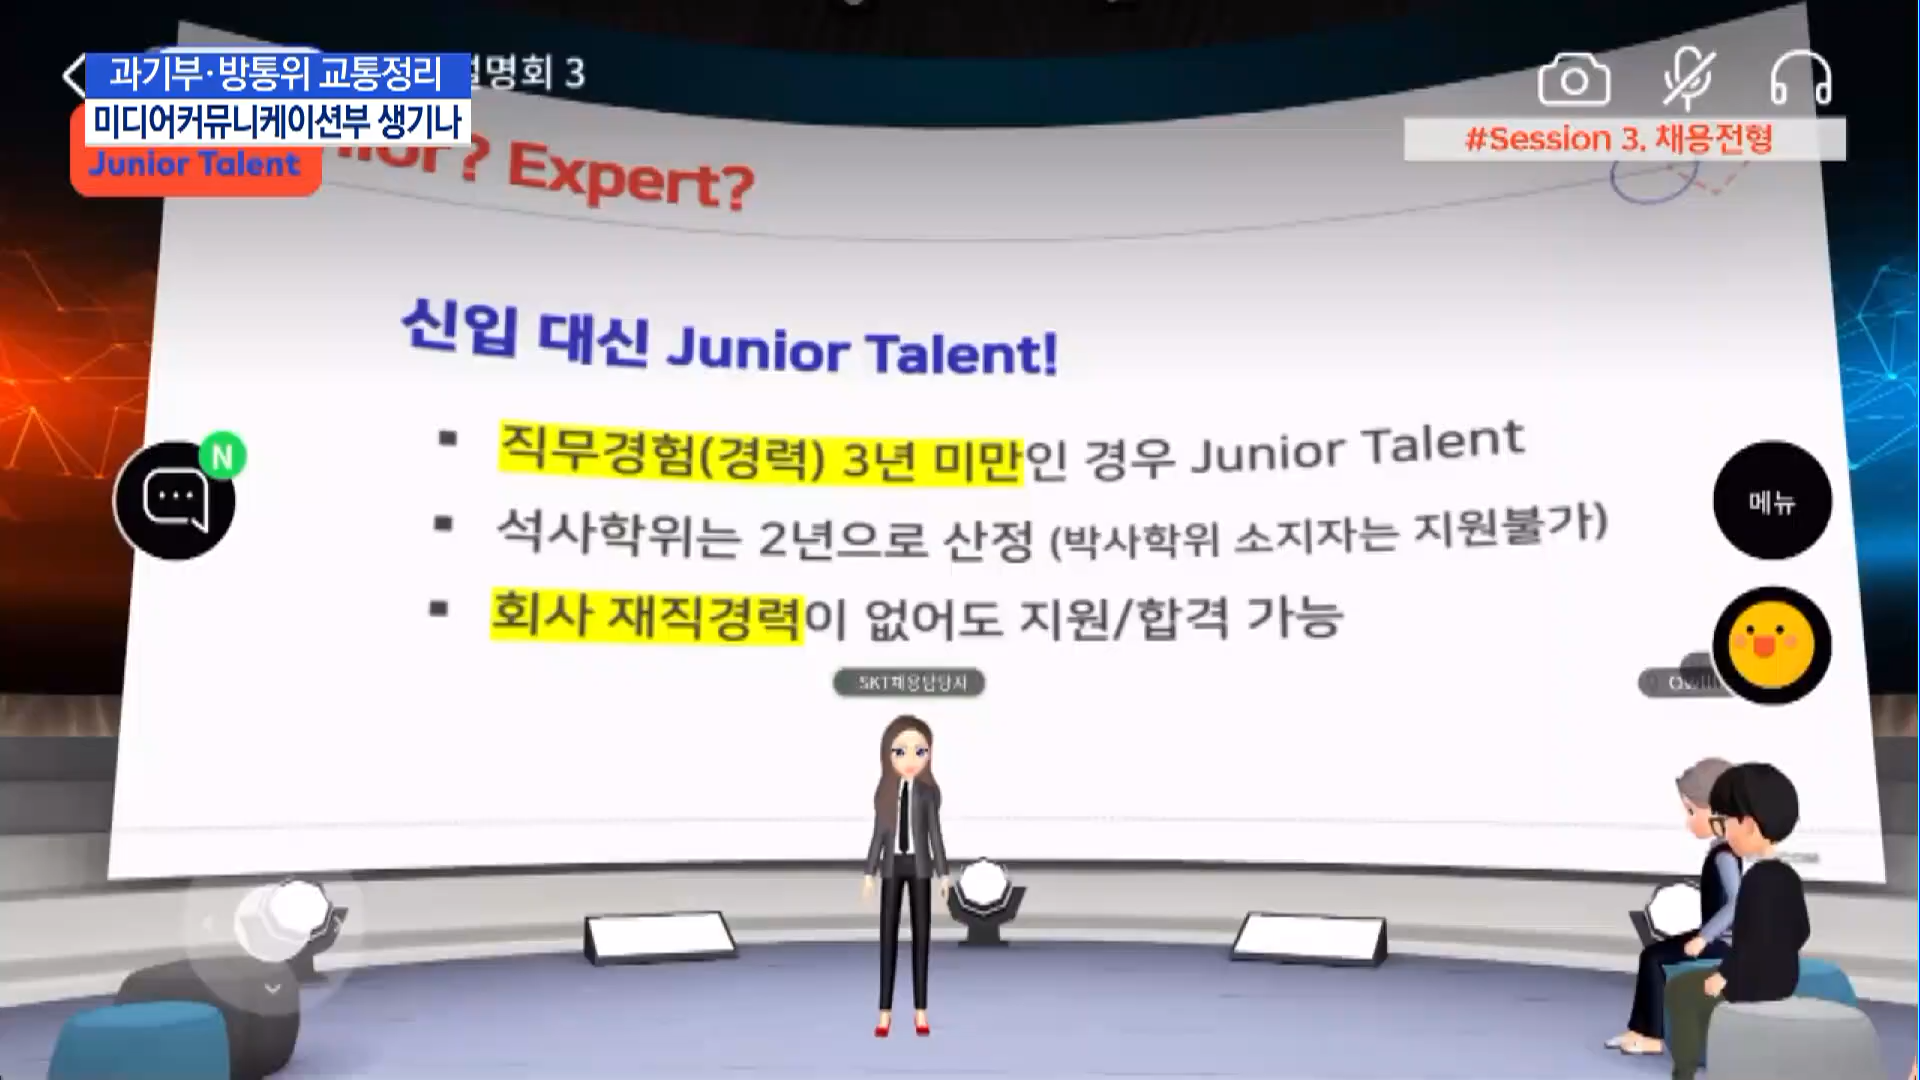 과기부·방통위 교통정리
미디어커뮤니케이션부 생기나
설명회 3
#Session 3. 채용전형
Junior Talent
Expert?
신입 대신 Junior Talent!
직무경험(경력) 3년 미만인 경우 Junior Talent
석사학위는 2년으로 산정 (박사학위 소지자는 지원불가)
회사 재직경력이 없어도 지원/합격 가능
N
메뉴
SKT채용담당자